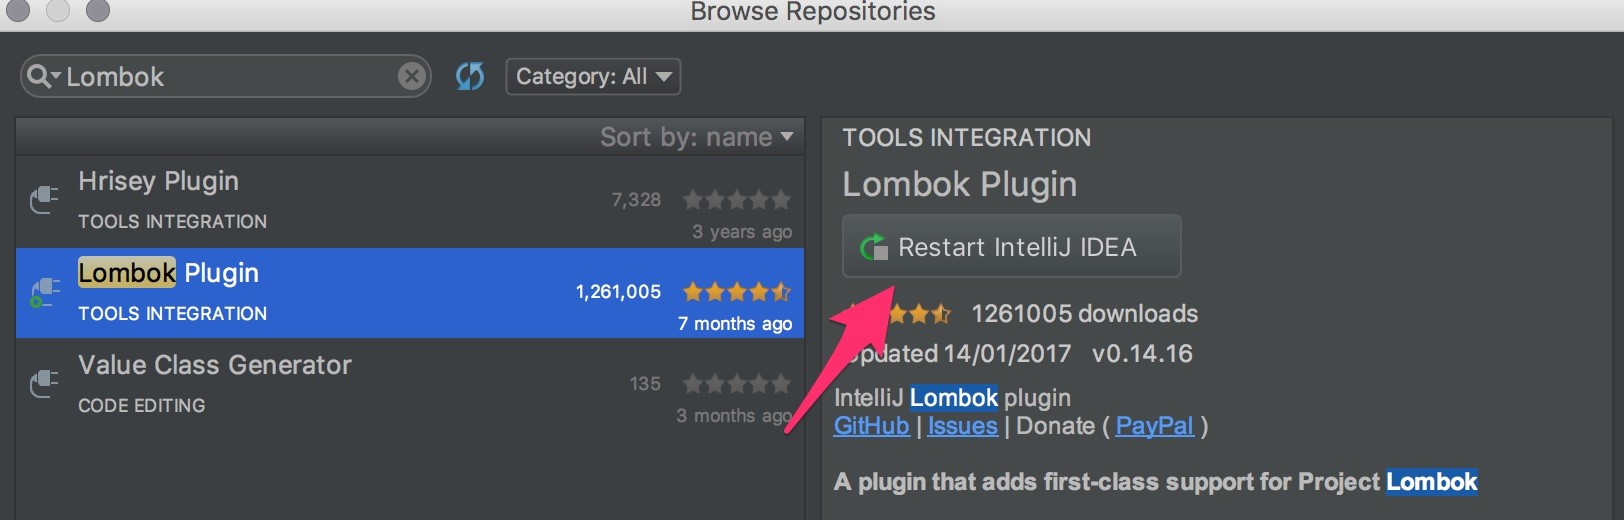 Browse Repositories
Lombok
Category: All
Sort by: name
Hrisey Plugin
7,328
TOOLS INTEGRATION
3 years ago
Lombok Plugin
1,261,005
TOOLS INTEGRATION
7 months ago
Value Class Generator
135
CODE EDITING
3 months ago
TOOLS INTEGRATION
Lombok Plugin
Restart IntelliJ IDEA
1261005 downloads
14/01/2017 v0.14.16
IntelliJ Lombok plugin
GitHub | Issues | Donate ( PayPal )
A plugin that adds first-class support for Project Lombok